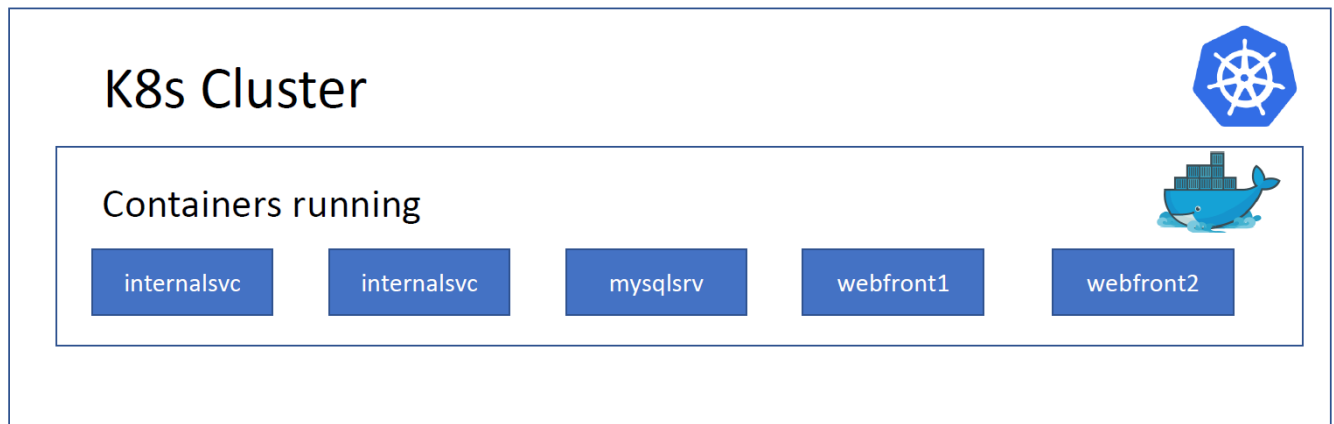 K8s Cluster
Containers running
internalsvc
internalsvc
mysqlsrv
webfront1
webfront2